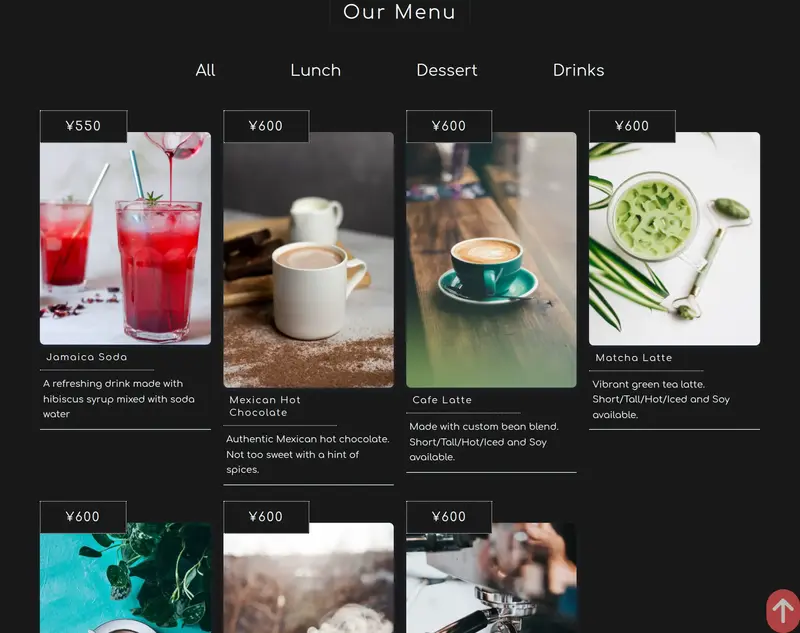 Our Menu
All
Lunch
Dessert
Drinks
¥550
¥600
¥600
¥600
Jamaica Soda
A refreshing drink made with
hibiscus syrup mixed with soda
water
Mexican Hot
Chocolate
Authentic Mexican hot chocolate.
Not too sweet with a hint of
spices.
Cafe Latte
Made with custom bean blend.
Short/Tall/Hot/Iced and Soy
available.
Matcha Latte
Vibrant green tea latte.
Short/Tall/Hot/Iced and Soy
available.
¥600
¥600
¥600